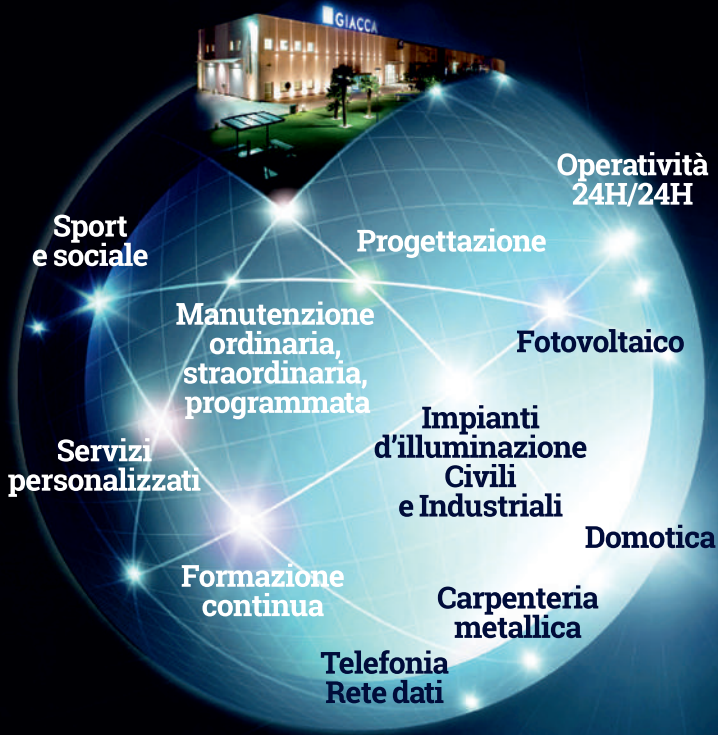 GIACCA
Operatività
24H/24H
Sport
e sociale
Progettazione
Manutenzione
ordinaria,
straordinaria,
programmata
Fotovoltaico
Impianti
d'illuminazione
Civili
e Industriali
Servizi
personalizzati
Domotica
Formazione
continua
Carpenteria
metallica
Telefonia
Rete dati